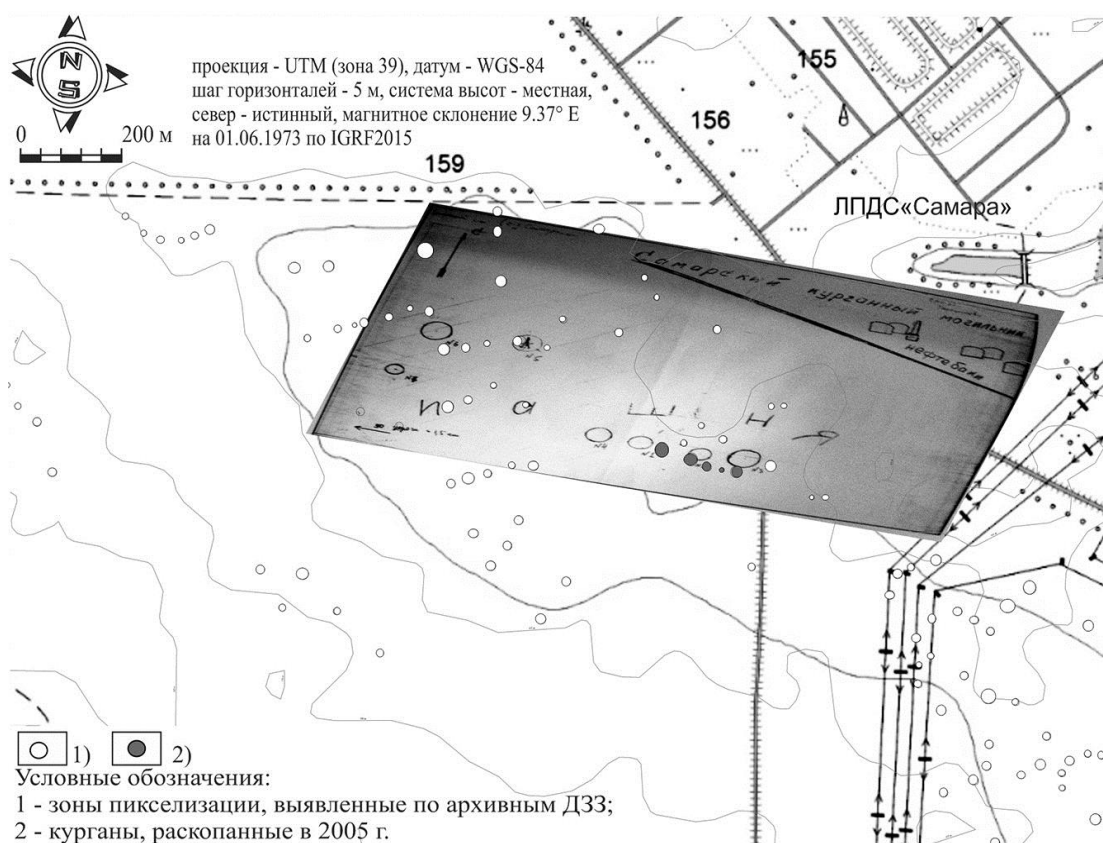 N
S
0 200 м
проекция - UTM (зона 39), датум - WGS-84
шаг горизонталей - 5 м, система высот - местная,
север - истинный, магнитное склонение 9.37° E
на 01.06.1973 по IGRF2015
155
156
159
ЛПДС«Самара»
Самарский курганный могильник
нефтебаки
П а ш н я
1) 2)
Условные обозначения:
1 - зоны пикселизации, выявленные по архивным ДЗЗ;
2 - курганы, раскопанные в 2005 г.